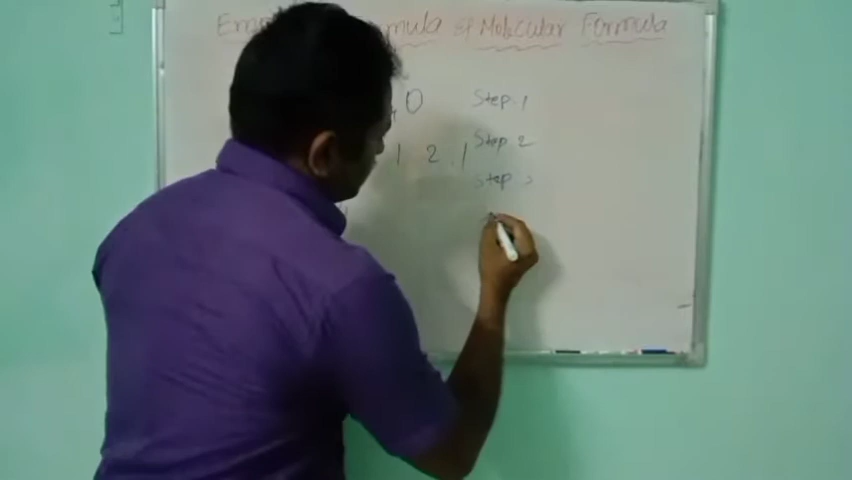 Formula of Molecular Formula
O Step 1
1 2 1 Step 2
Step 3